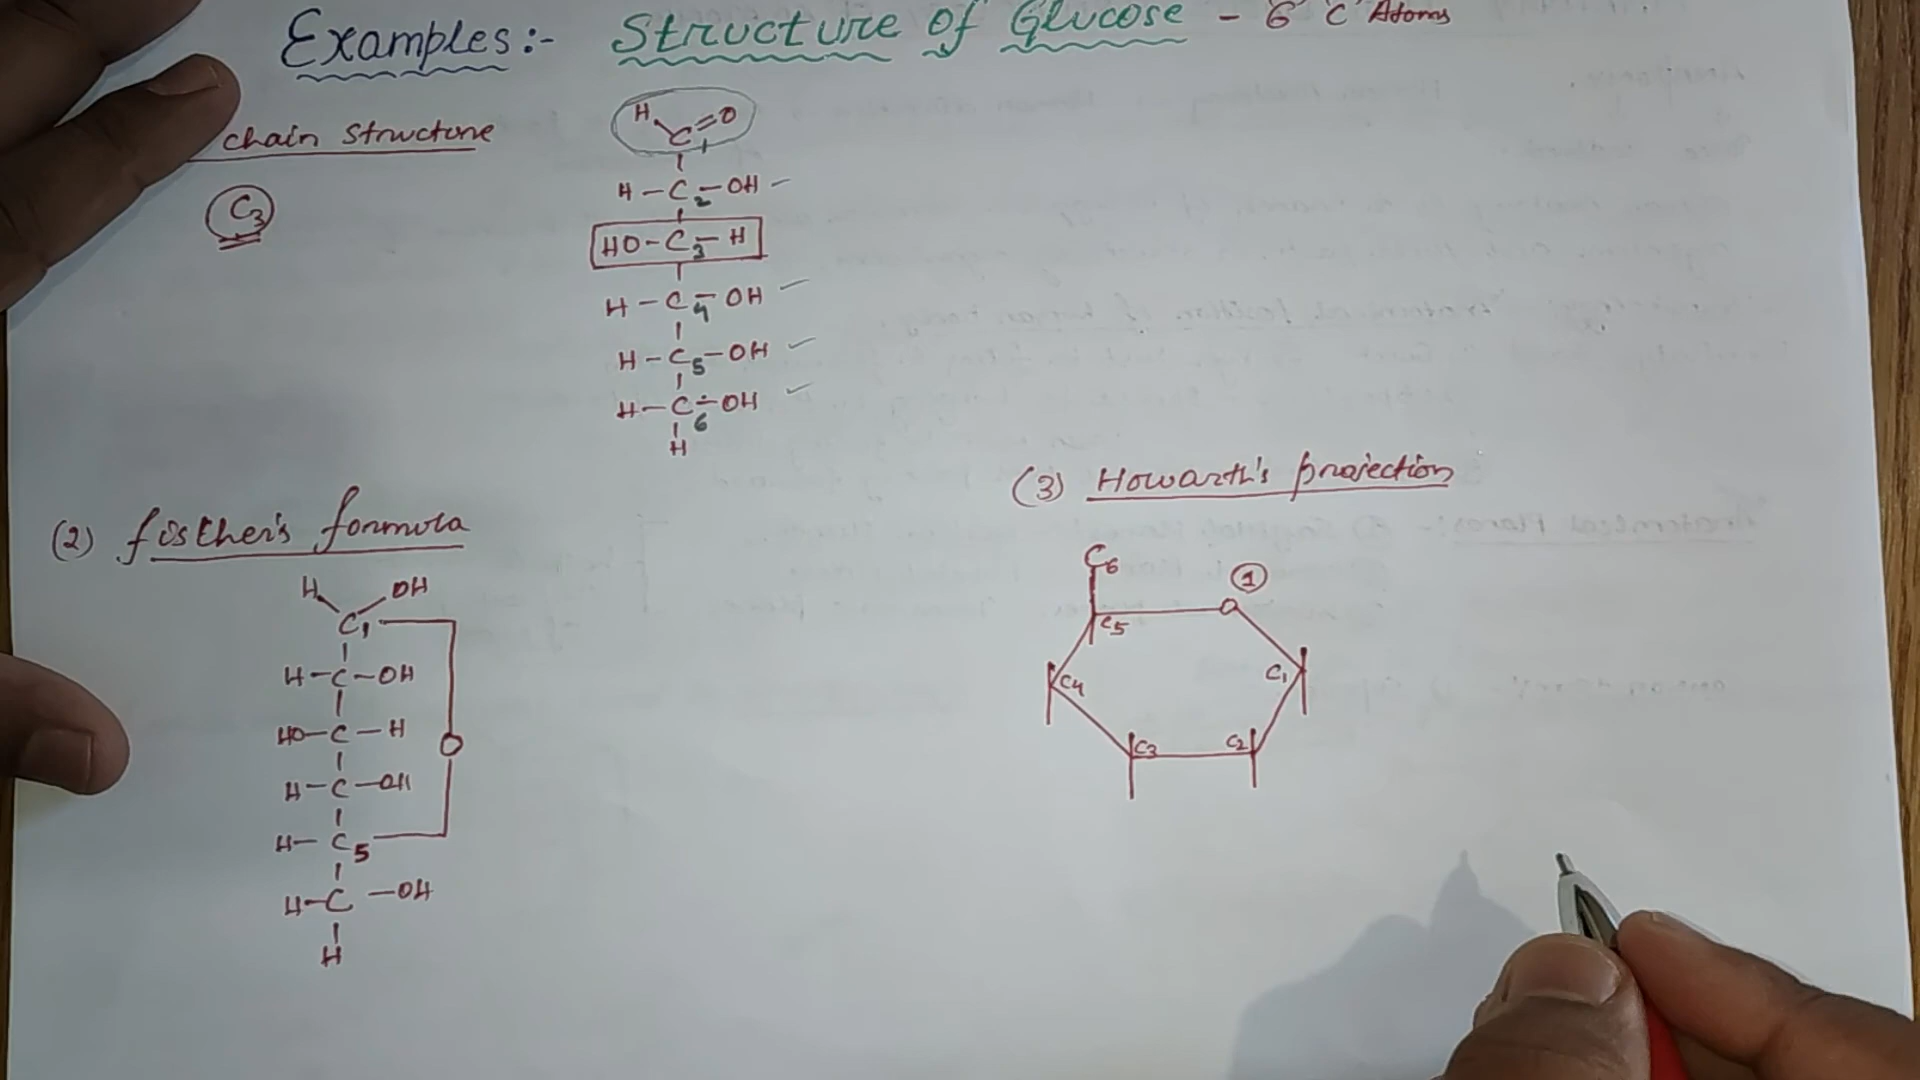 Examples:- Structure of Glucose - 6 'C' Atoms
chain Structure
C3
H O
C1
H-C2-OH
HO-C3-H
H-C4-OH
H-C5-OH
H-C-OH
6
H
(2) fisther's formula
H OH
C1
H-C-OH
HO-C-H
O
H-C-OH
H-C5
H-C-OH
H
(3) Howarth's projection
C6
1
O
C5
C4 C1
C3 C2